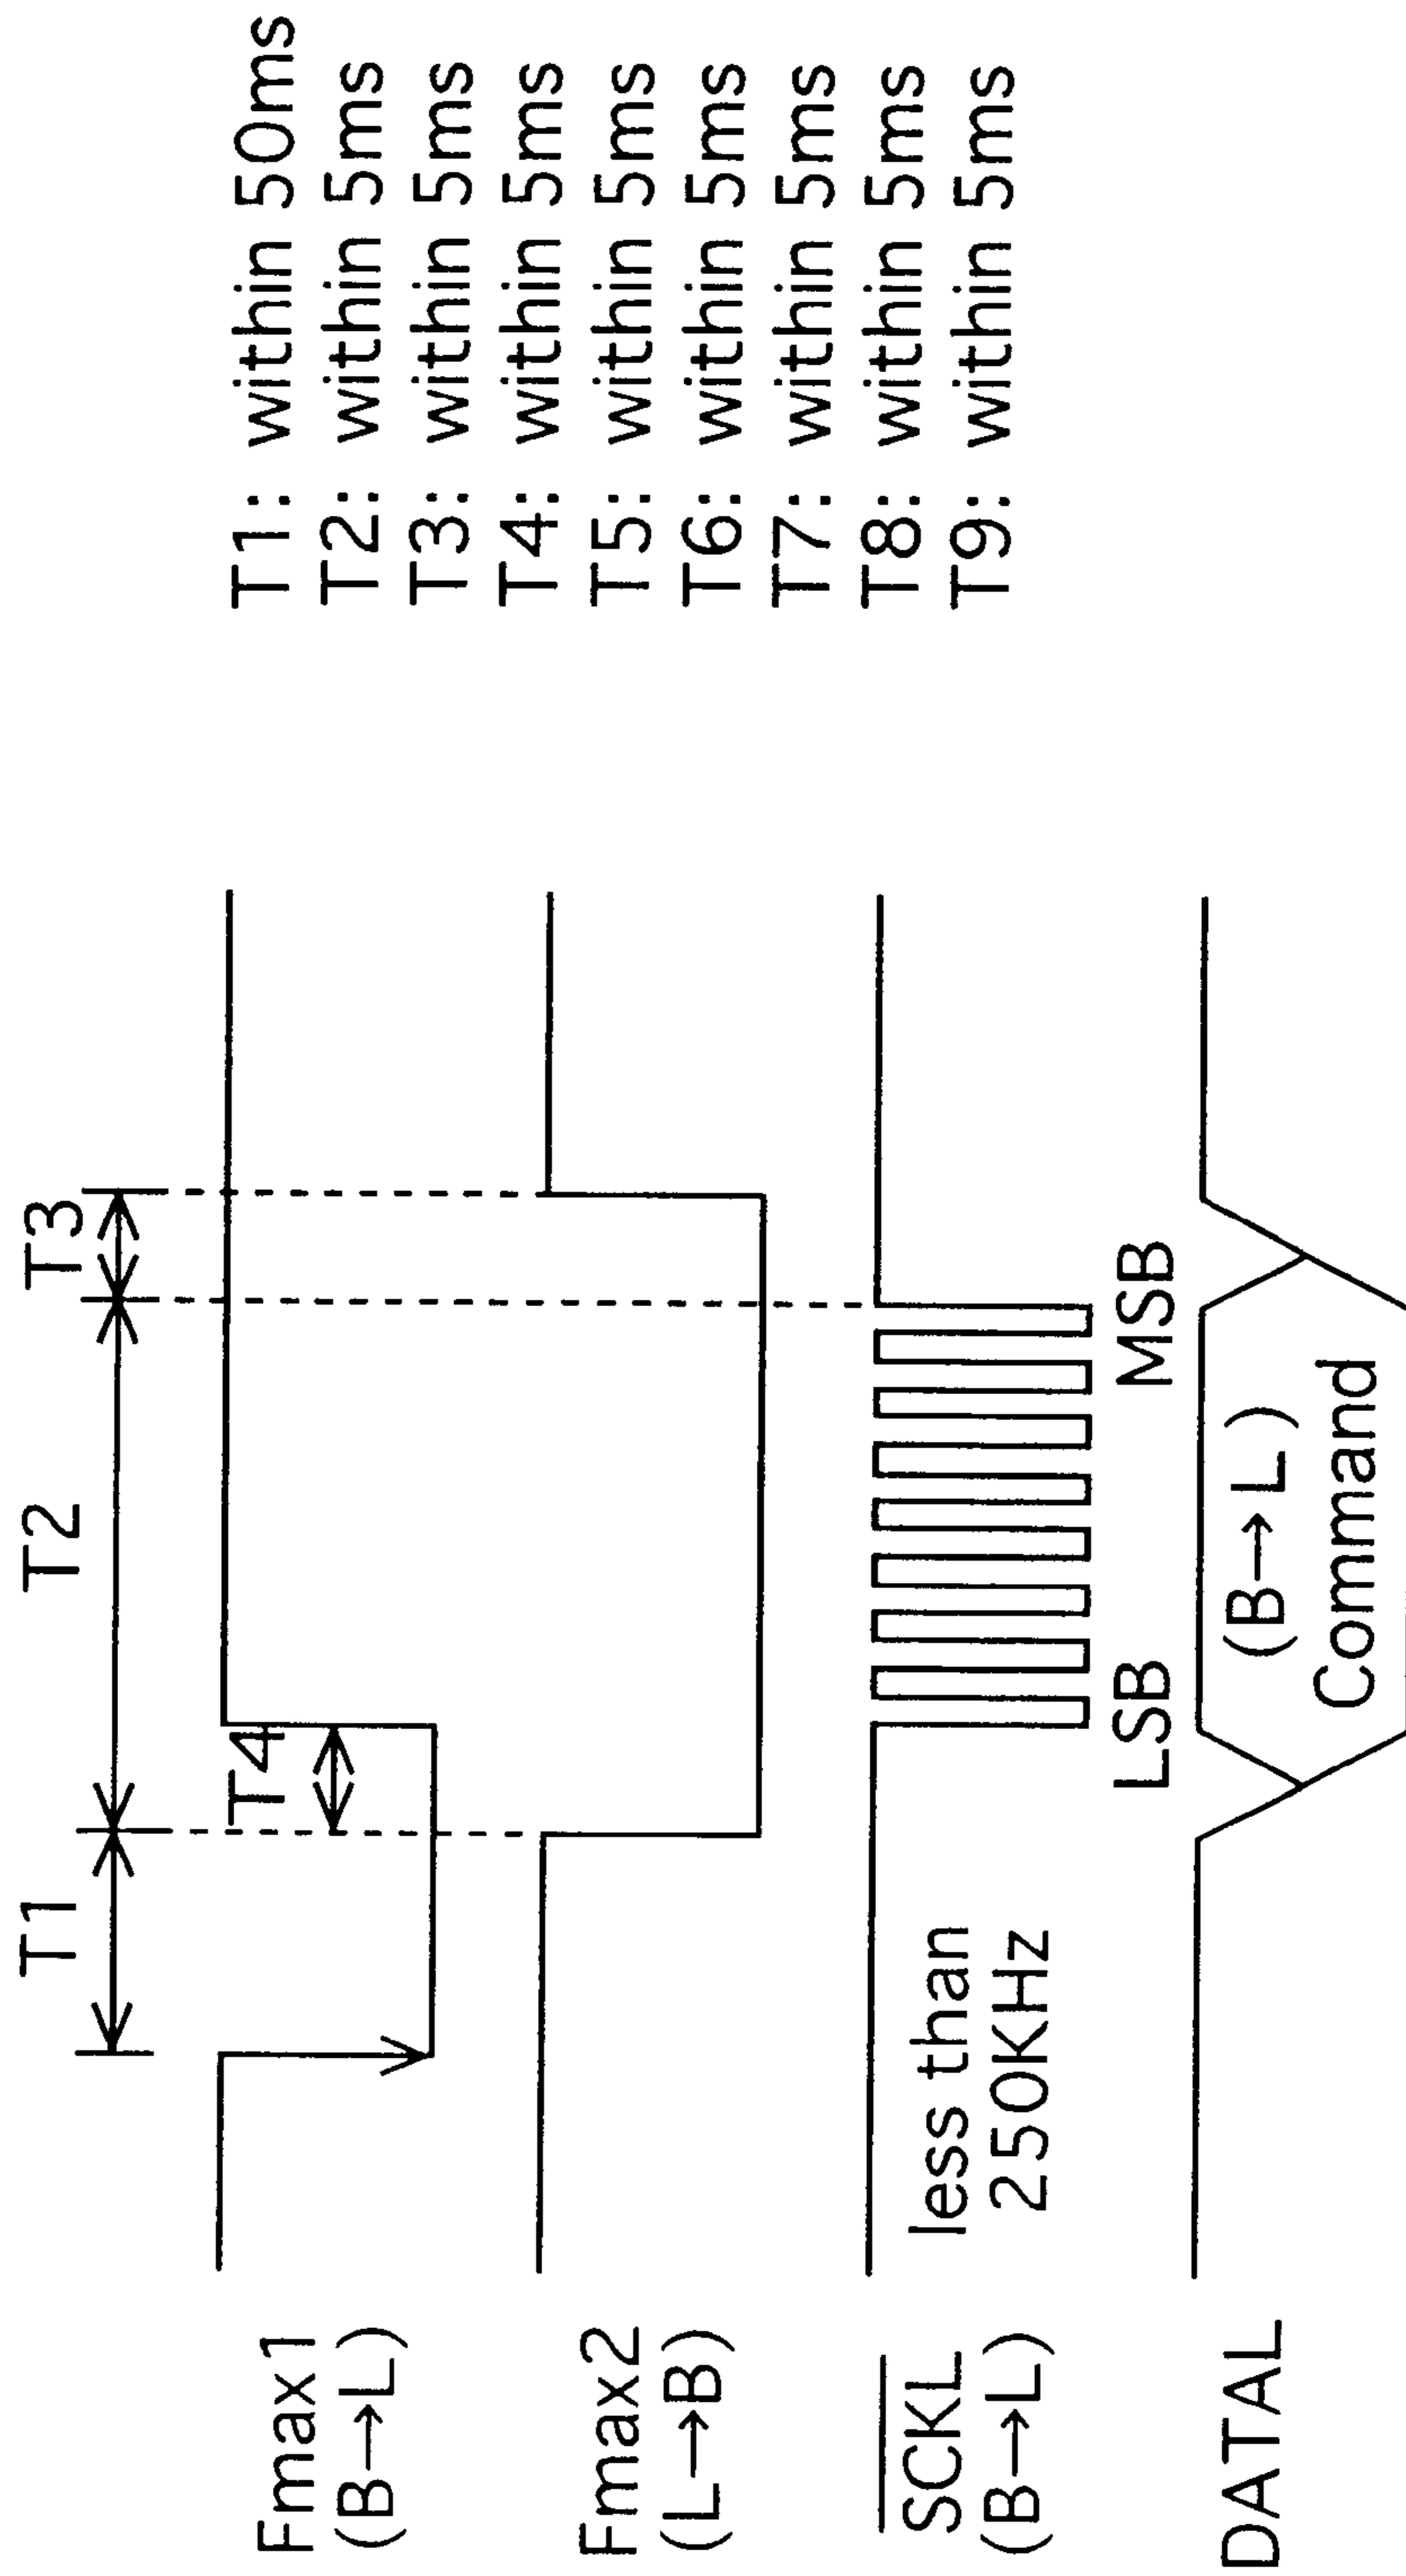 T1
T2
T3
Fmax1
(B→L)
T4
Fmax2
(L→B)
SCKL
(B→L)
less than
250KHz
LSB
MSB
DATAL
(B→L)
Command
T1: within 50ms
T2: within 5ms
T3: within 5ms
T4: within 5ms
T5: within 5ms
T6: within 5ms
T7: within 5ms
T8: within 5ms
T9: within 5ms